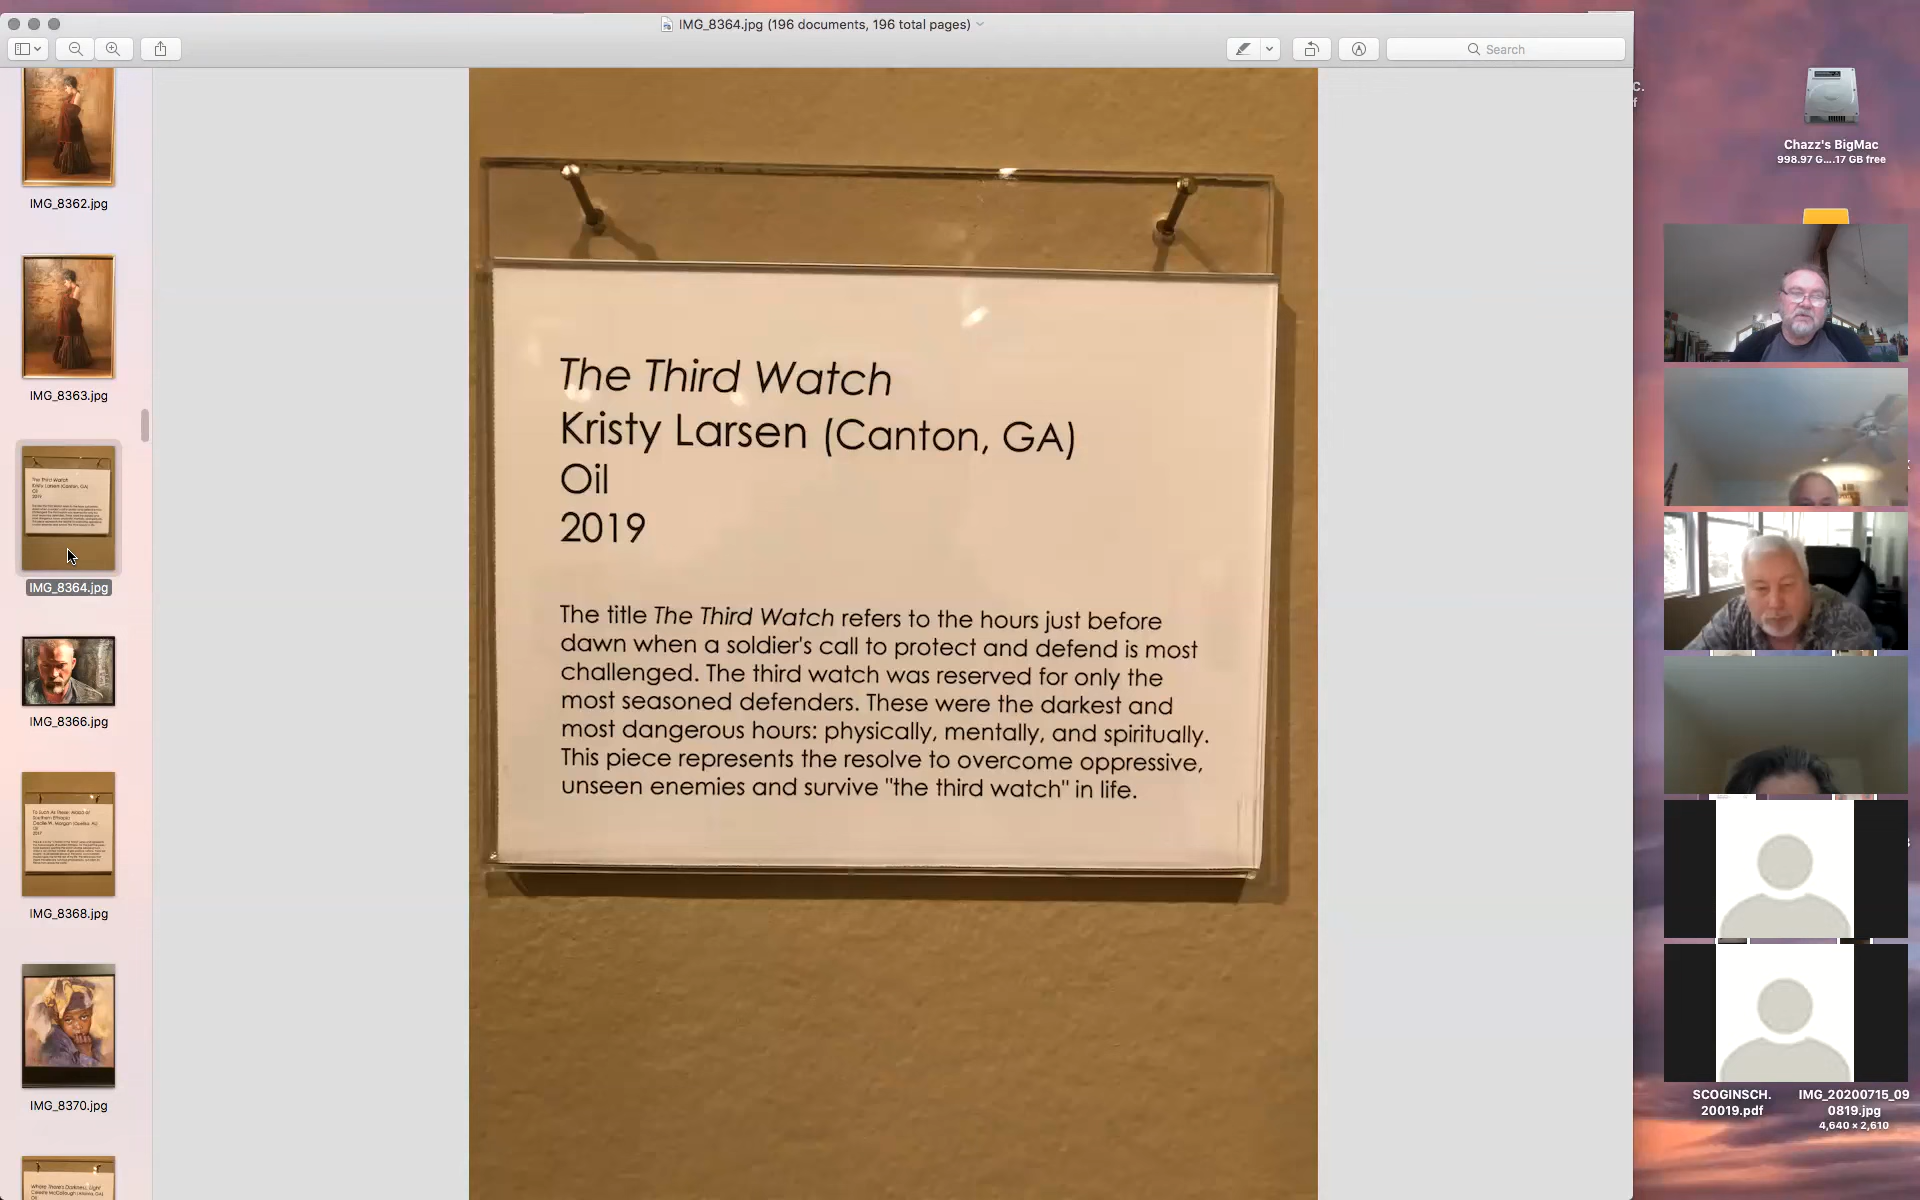 IMG_8364.jpg (196 documents, 196 total pages)
Search
IMG_8362.jpg
IMG_8363.jpg
IMG_8364.jpg
IMG_8366.jpg
IMG_8368.jpg
IMG_8370.jpg
The Third Watch
Kristy Larsen (Canton, GA)
Oil
2019
The title The Third Watch refers to the hours just before
dawn when a soldier's call to protect and defend is most
challenged. The third watch was reserved for only the
most seasoned defenders. These were the darkest and
most dangerous hours: physically, mentally, and spiritually.
This piece represents the resolve to overcome oppressive,
unseen enemies and survive "the third watch" in life.
Chazz's BigMac
998.97 G....17 GB free
SCOGINSCH.
20019.pdf
IMG_20200715_09
0819.jpg
4,640 × 2,610